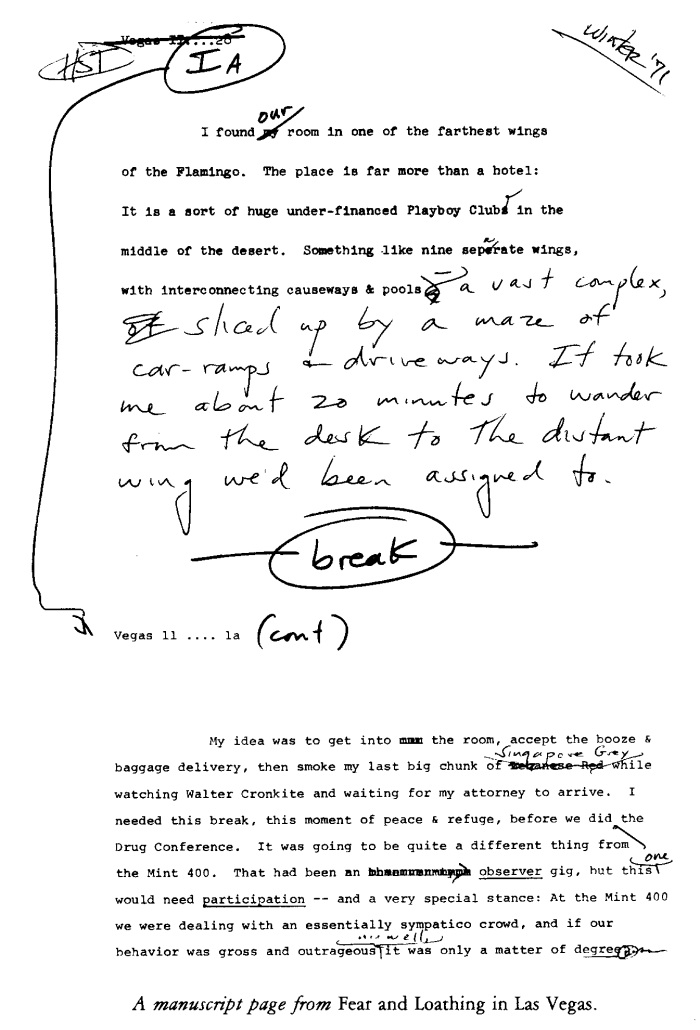 Vegas II....20
HST
IA
Winter '71
our
I found my room in one of the farthest wings
of the Flamingo. The place is far more than a hotel:
It is a sort of huge under-financed Playboy Clubs in the
a
middle of the desert. Something like nine seperate wings,
with interconnecting causeways & pools — a vast complex,
sliced up by a maze of
car-ramps & driveways. It took
me about 20 minutes to wander
from the desk to the distant
wing we'd been assigned to.
break
Vegas 11 .... 1a (cont)
My idea was to get into the room, accept the booze &
Singapore Grey
baggage delivery, then smoke my last big chunk of Lebanese Red while
watching Walter Cronkite and waiting for my attorney to arrive. I
needed this break, this moment of peace & refuge, before we did the
Drug Conference. It was going to be quite a different thing from
one
the Mint 400. That had been an observer gig, but this
would need participation -- and a very special stance: At the Mint 400
we were dealing with an essentially sympatico crowd, and if our
behavior was gross and outrageous it was only a matter of degree
A manuscript page from Fear and Loathing in Las Vegas.